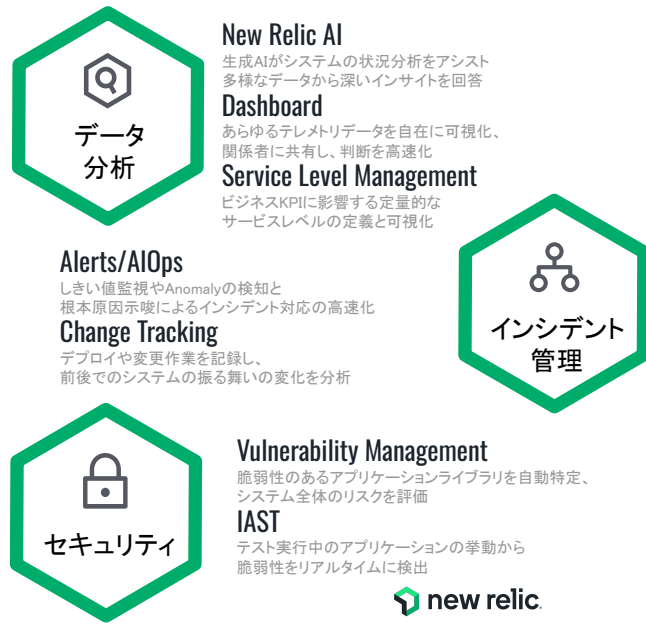 New Relic AI
生成AIがシステムの状況分析をアシスト
多様なデータから深いインサイトを回答
データ
分析
Dashboard
あらゆるテレメトリデータを自在に可視化、
関係者に共有し、判断を高速化
Service Level Management
ビジネスKPIに影響する定量的な
サービスレベルの定義と可視化
Alerts/AIOps
しきい値監視やAnomalyの検知と
根本原因示唆によるインシデント対応の高速化
Change Tracking
デプロイや変更作業を記録し、
前後でのシステムの振る舞いの変化を分析
インシデント
管理
セキュリティ
Vulnerability Management
脆弱性のあるアプリケーションライブラリを自動特定、
システム全体のリスクを評価
IAST
テスト実行中のアプリケーションの挙動から
脆弱性をリアルタイムに検出
new relic.